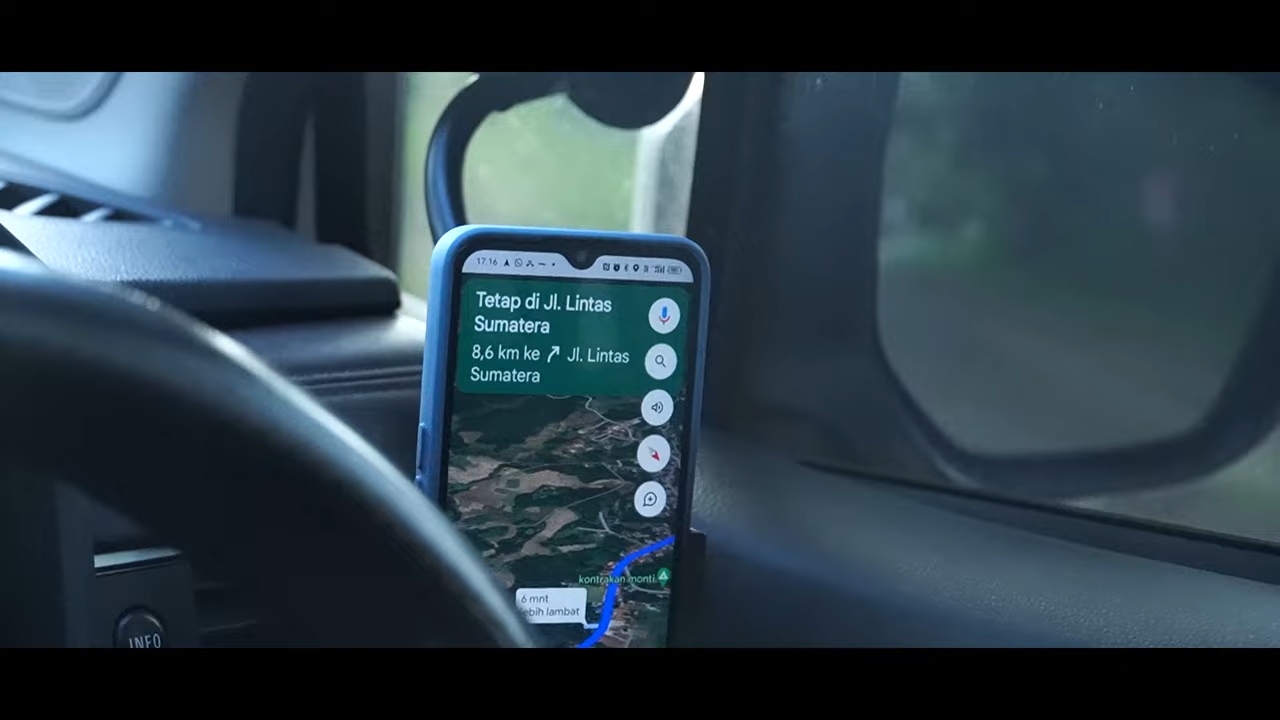 17.16
Tetap di Jl. Lintas
Sumatera
8,6 km ke Jl. Lintas
Sumatera
kontrakan monti
6 mnt
lebih lambat
INFO